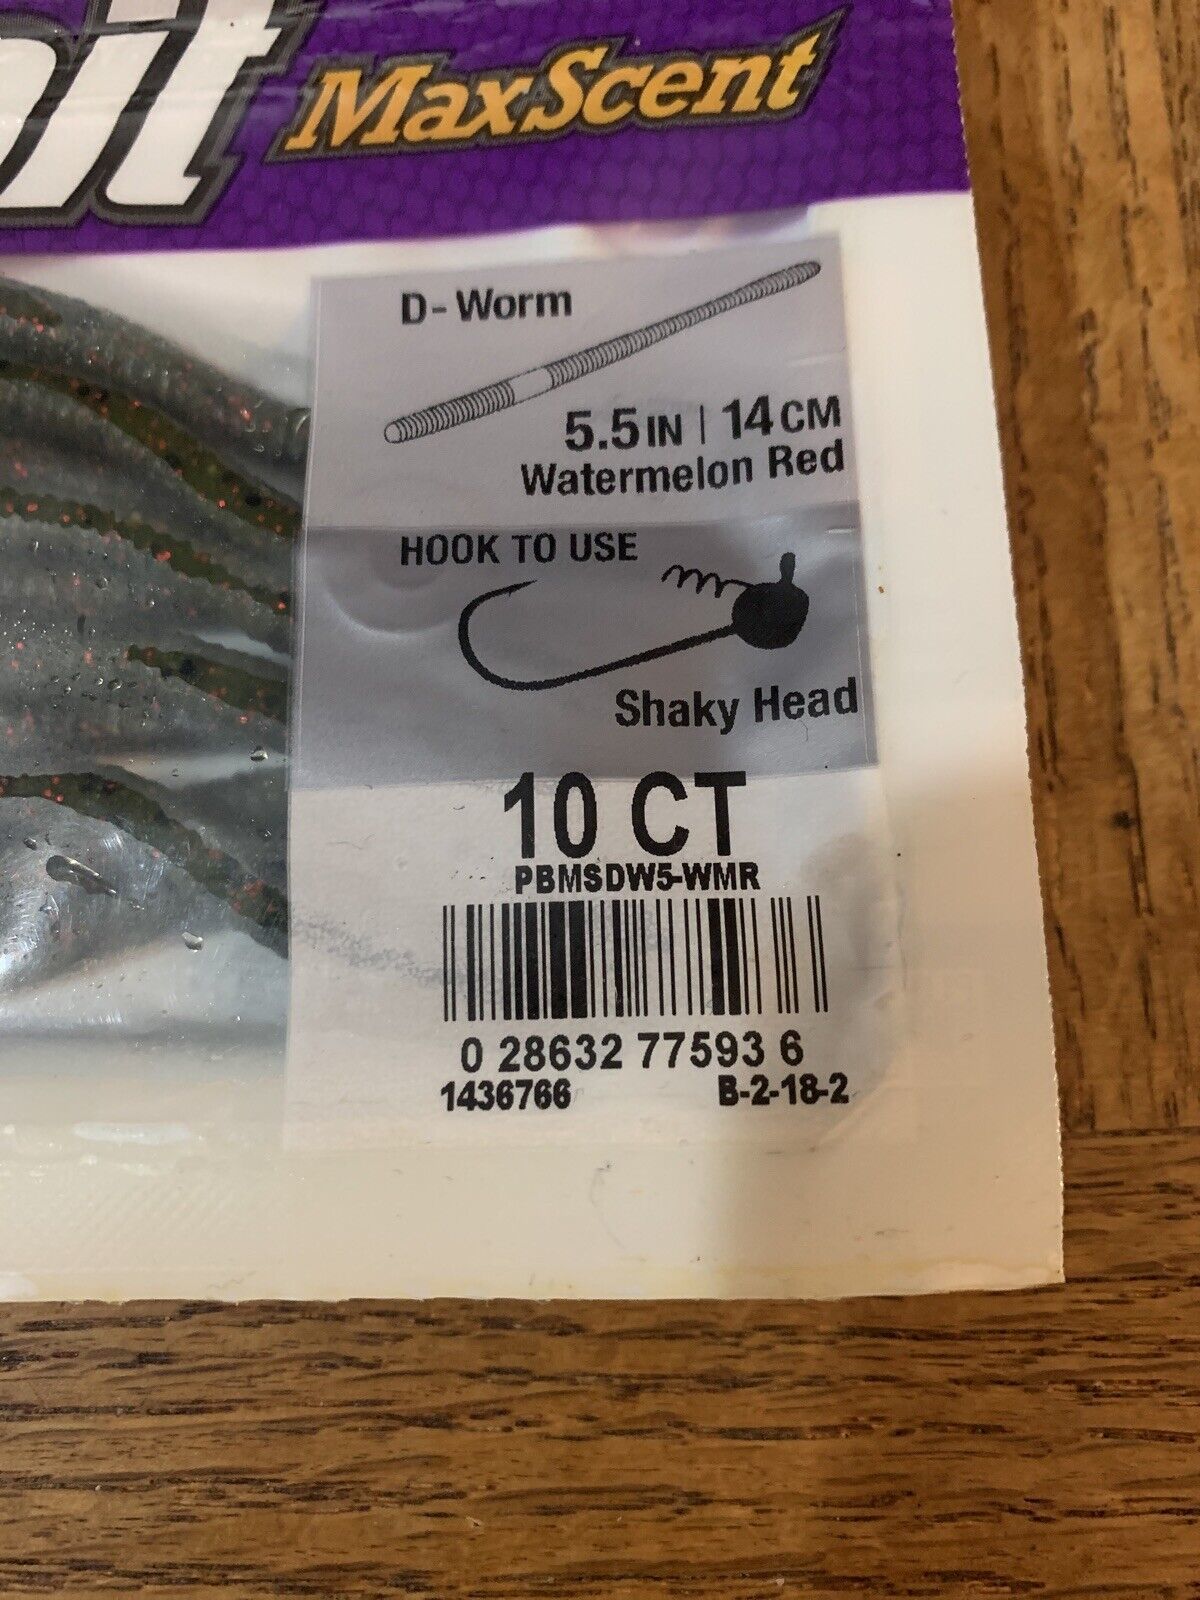 MaxScent
D-Worm
5.5IN | 14CM
Watermelon Red
HOOK TO USE
Shaky Head
10 CT
PBMSDW5-WMR
0 28632 77593 6
1436766 B-2-18-2